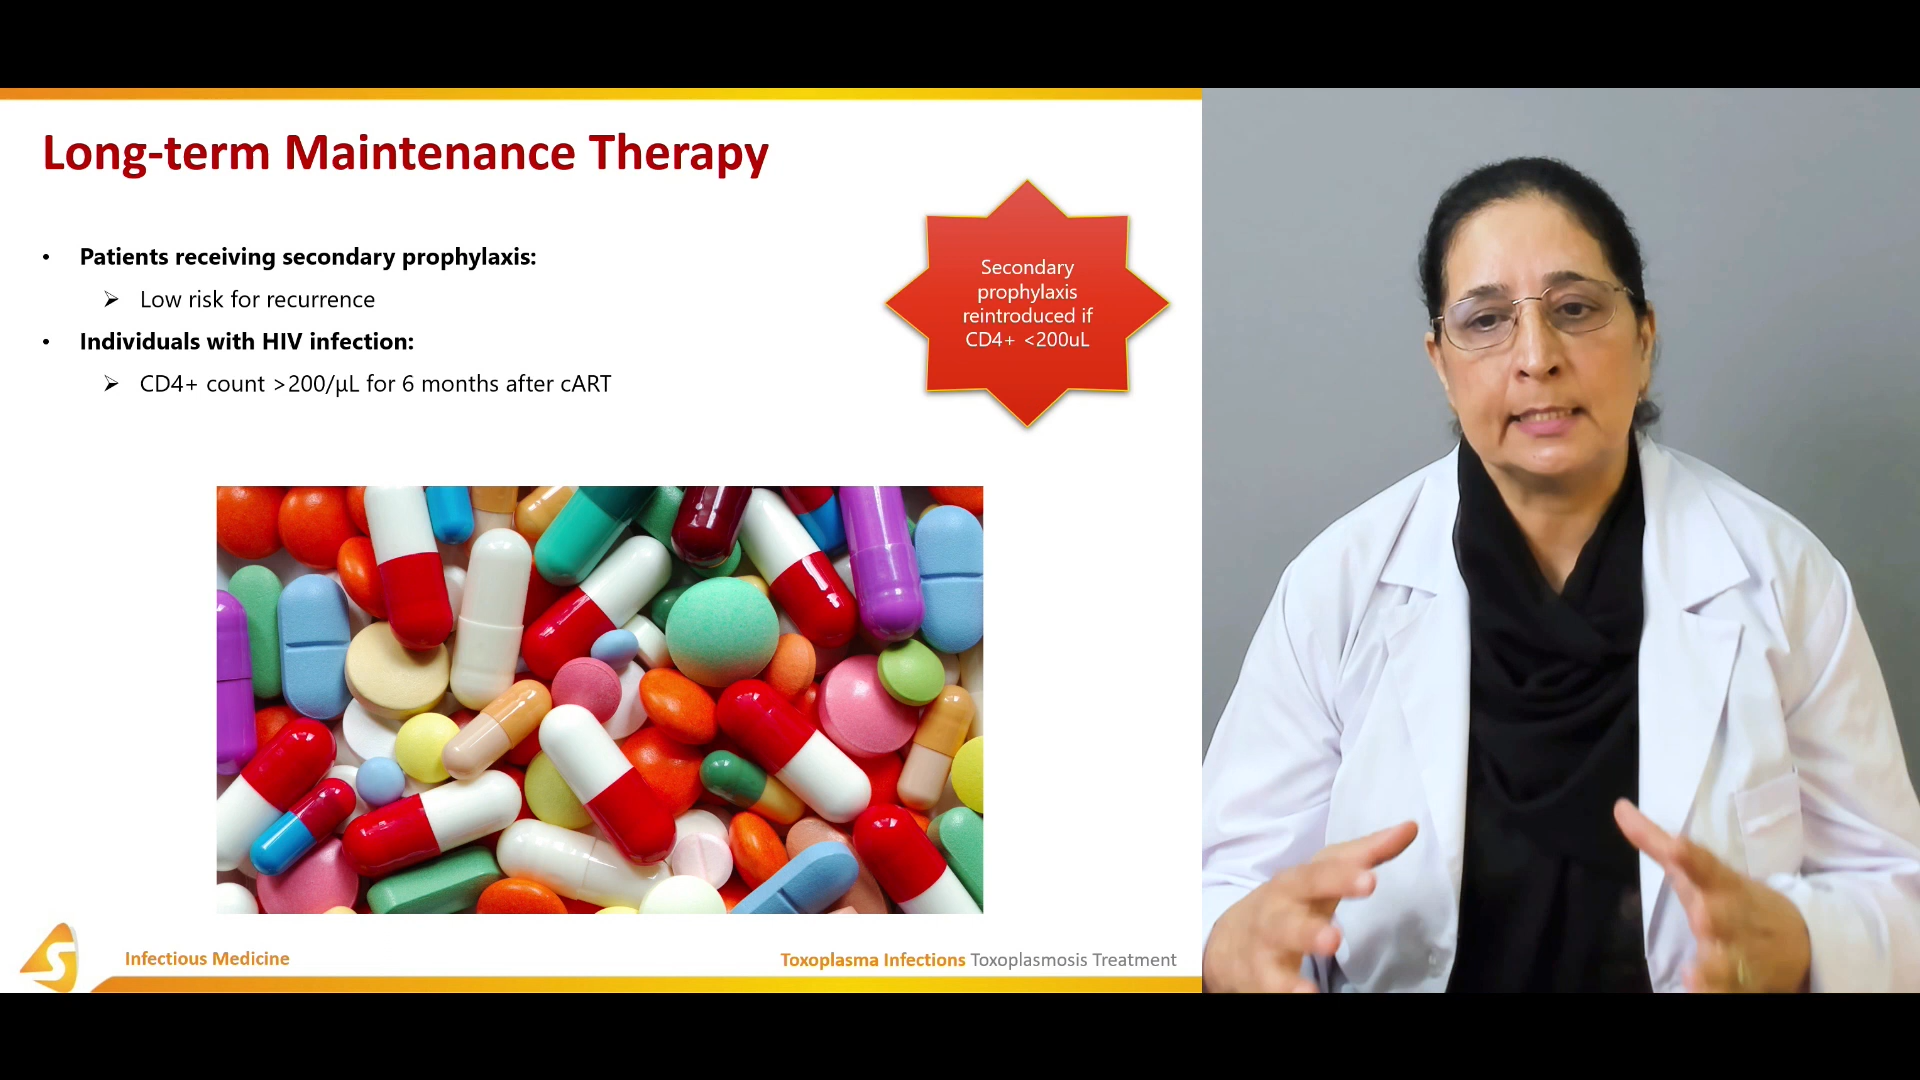 Long-term Maintenance Therapy
• Patients receiving secondary prophylaxis:
➢ Low risk for recurrence
• Individuals with HIV infection:
➢ CD4+ count >200/µL for 6 months after cART
Secondary
prophylaxis
reintroduced if
CD4+ <200uL
S
Infectious Medicine
Toxoplasma Infections Toxoplasmosis Treatment